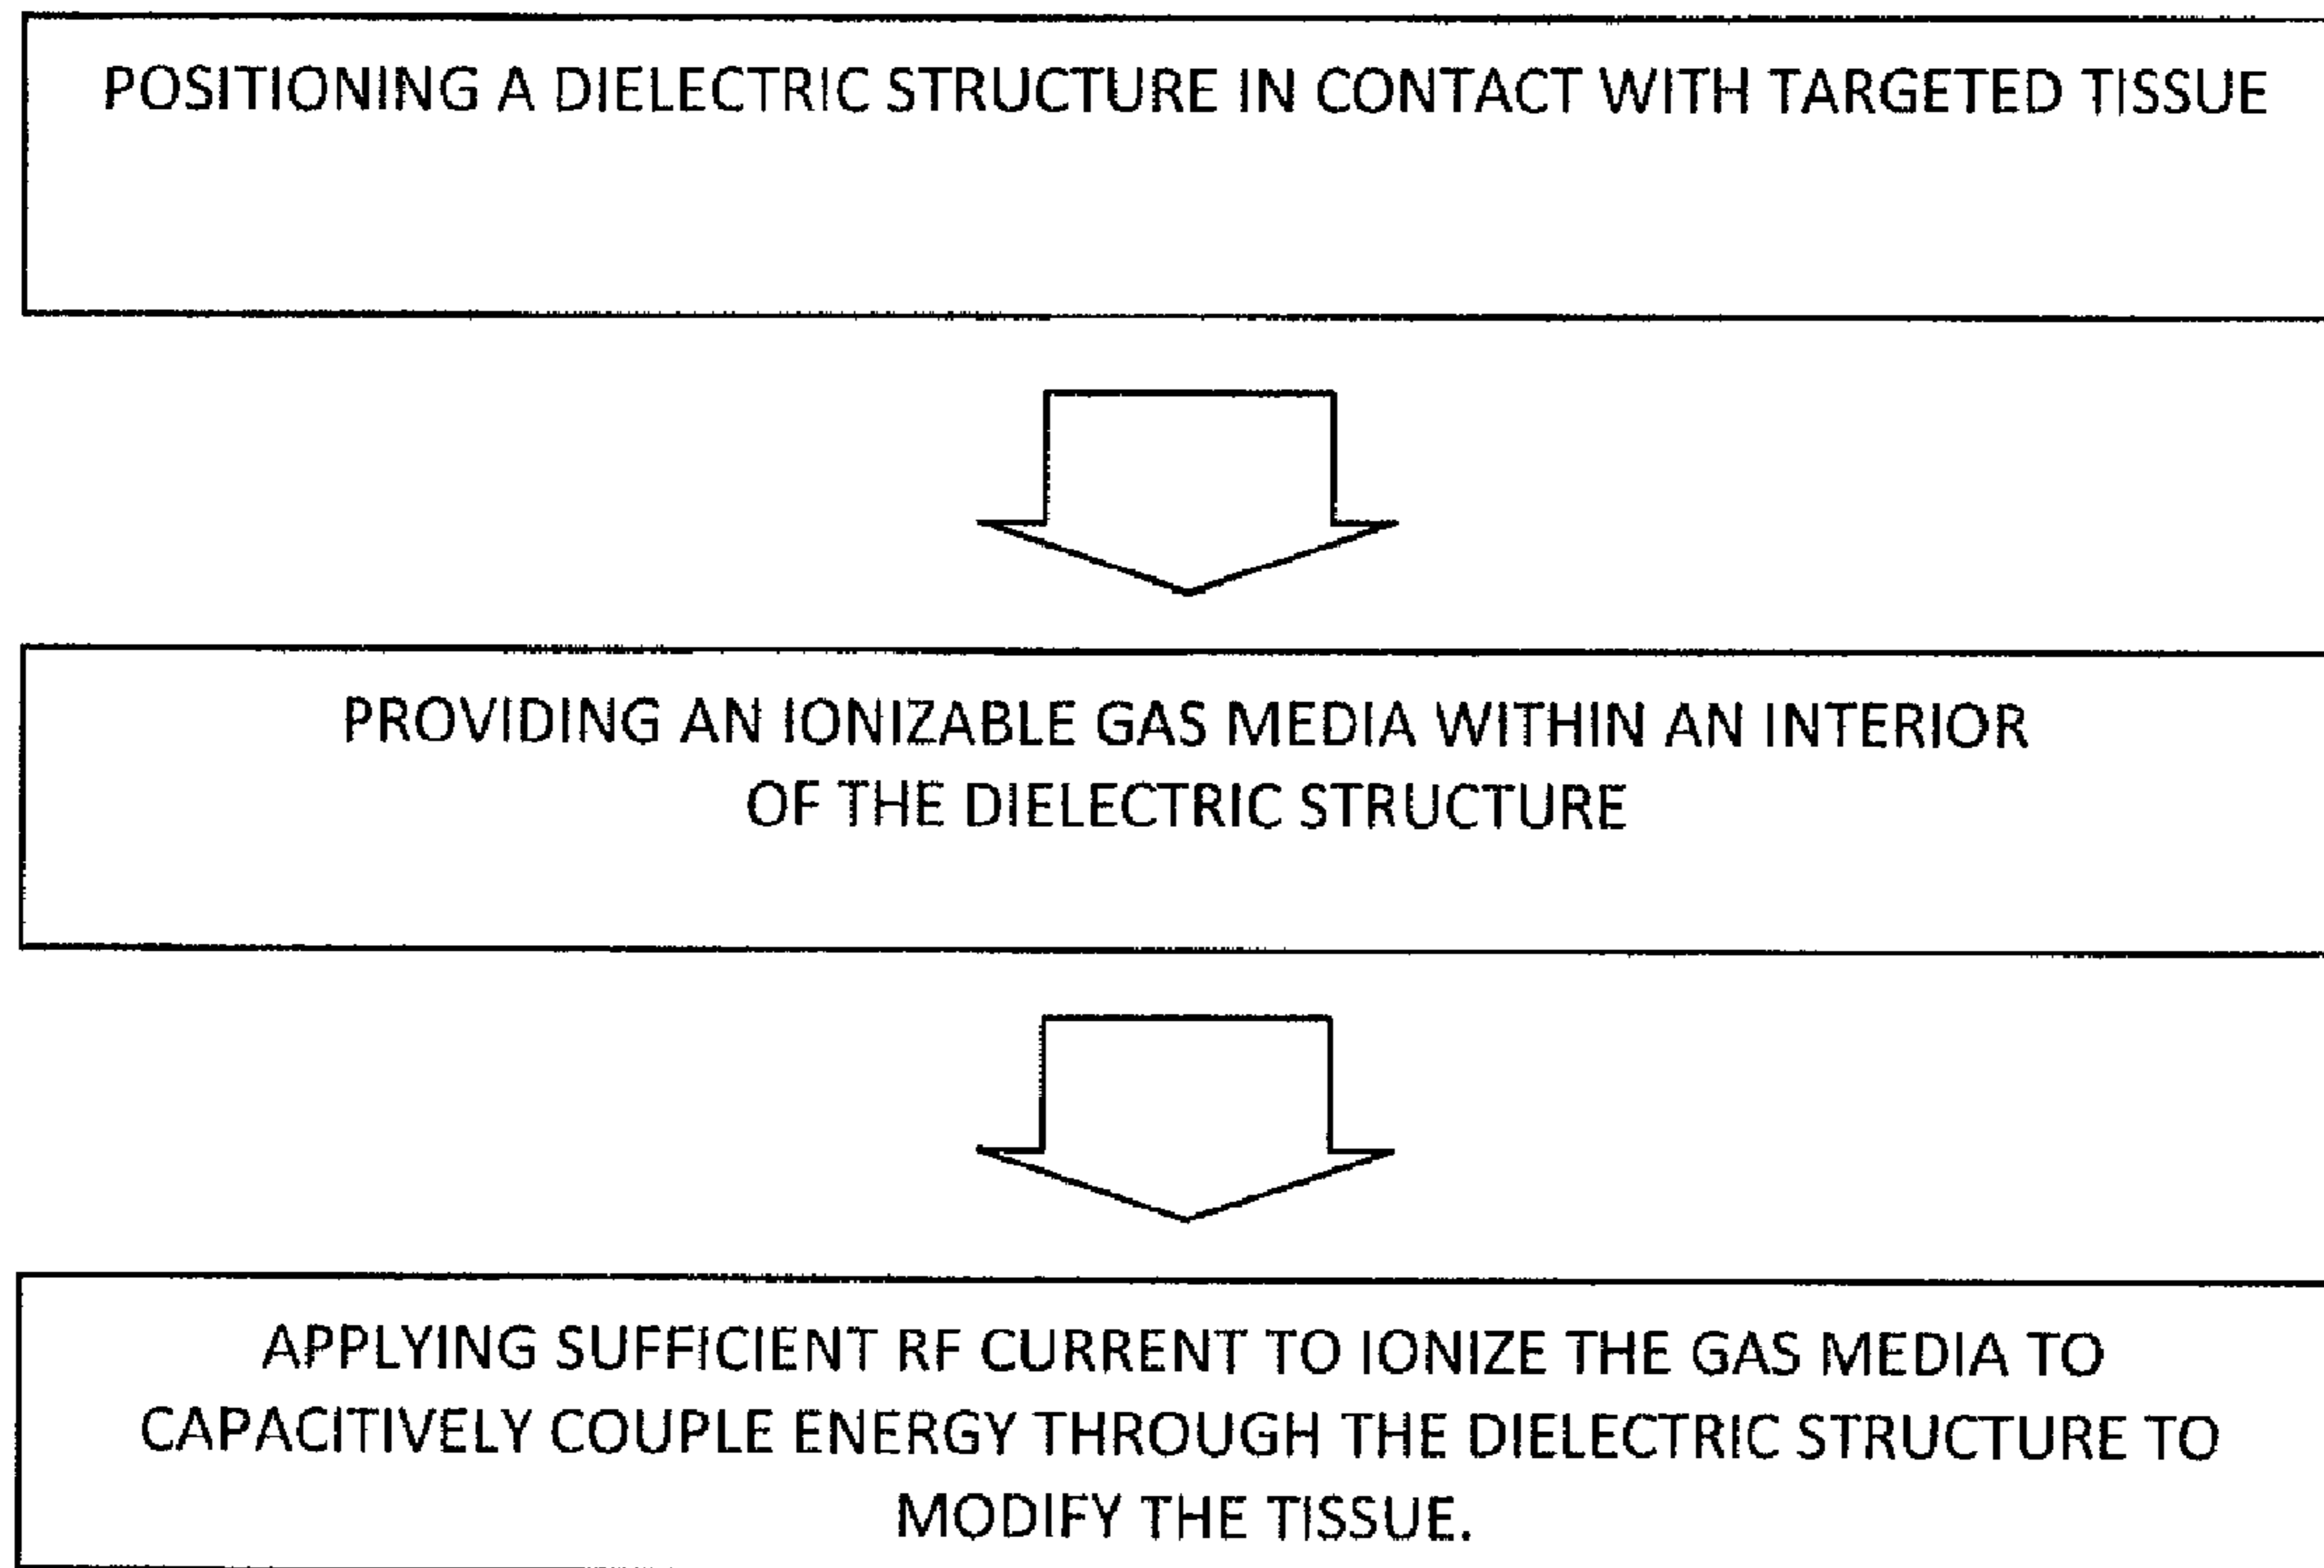 POSITIONING A DIELECTRIC STRUCTURE IN CONTACT WITH TARGETED TISSUE
PROVIDING AN IONIZABLE GAS MEDIA WITHIN AN INTERIOR
OF THE DIELECTRIC STRUCTURE
APPLYING SUFFICIENT RF CURRENT TO IONIZE THE GAS MEDIA TO
CAPACITIVELY COUPLE ENERGY THROUGH THE DIELECTRIC STRUCTURE TO
MODIFY THE TISSUE.